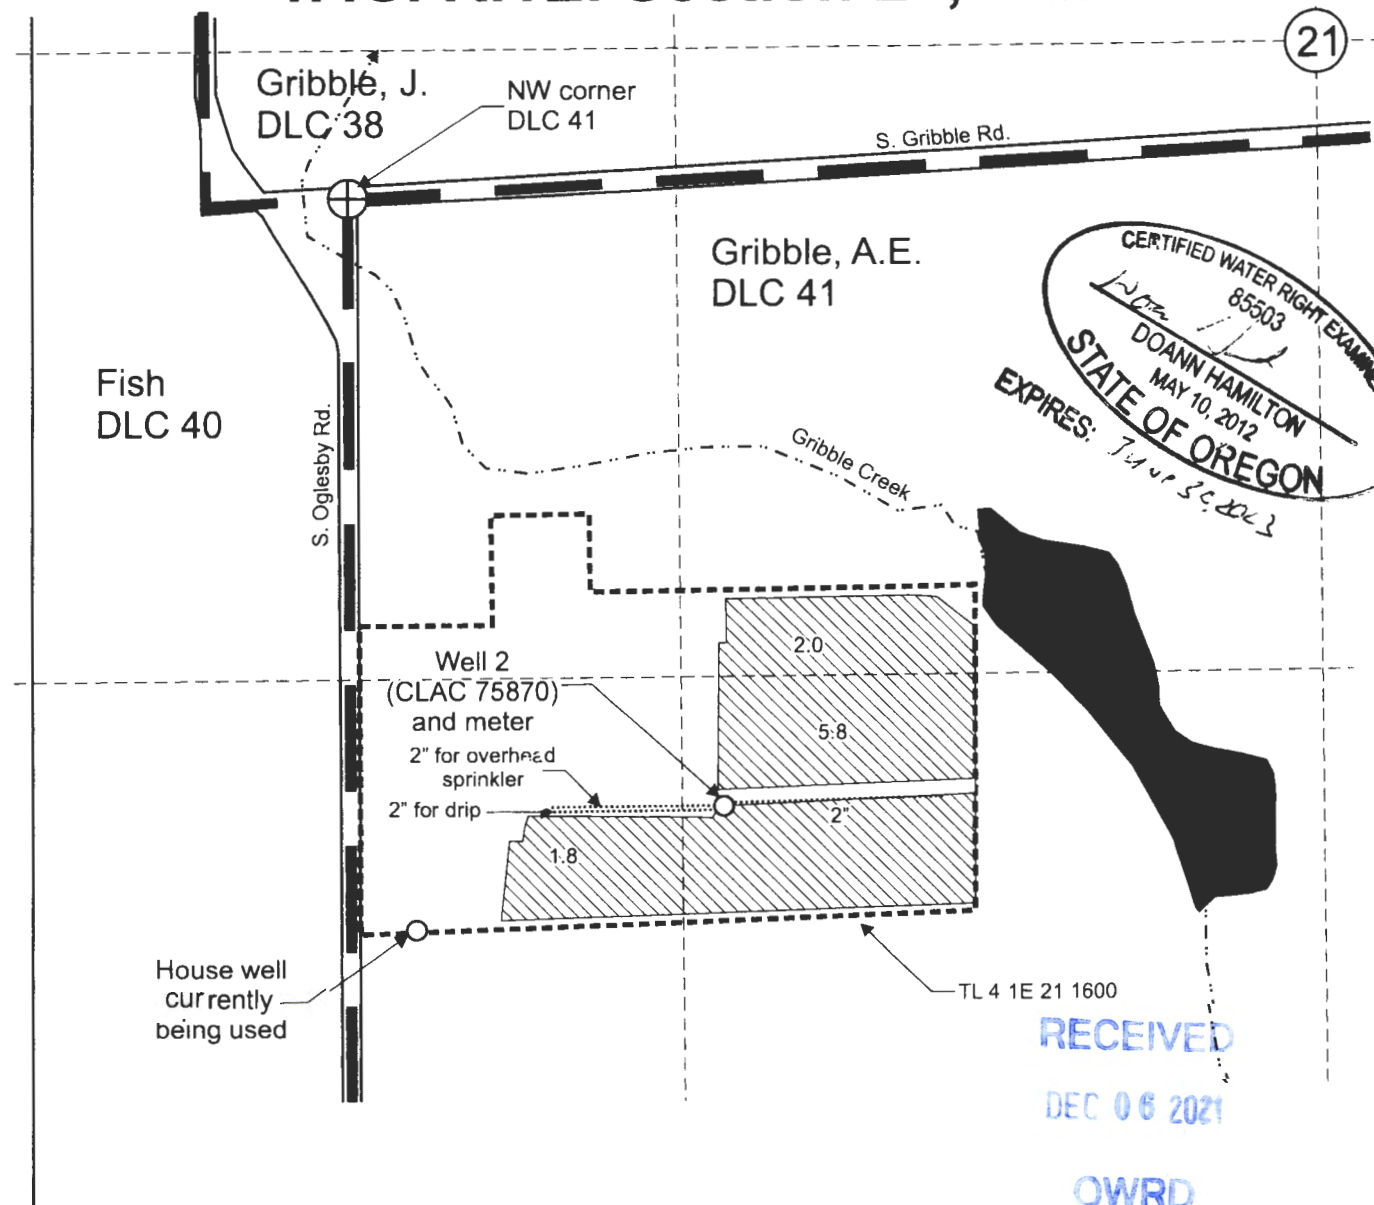 21
Gribble, J.
DLC 38
NW corner
DLC 41
S. Gribble Rd.
Gribble, A.E.
DLC 41
CERTIFIED WATER RIGHT
85503
DOANN HAMILTON
MAY 10, 2012
STATE OF OREGON
EXPIRES:
Fish
DLC 40
S. Oglesby Rd.
Gribble Creek
2.0
Well 2
(CLAC 75870)
and meter
5.8
2" for overhead
sprinkler
2" for drip
2"
1.8
House well
currently
being used
TL 4 1E 21 1600
RECEIVED
DEC 06 2021
OWRD